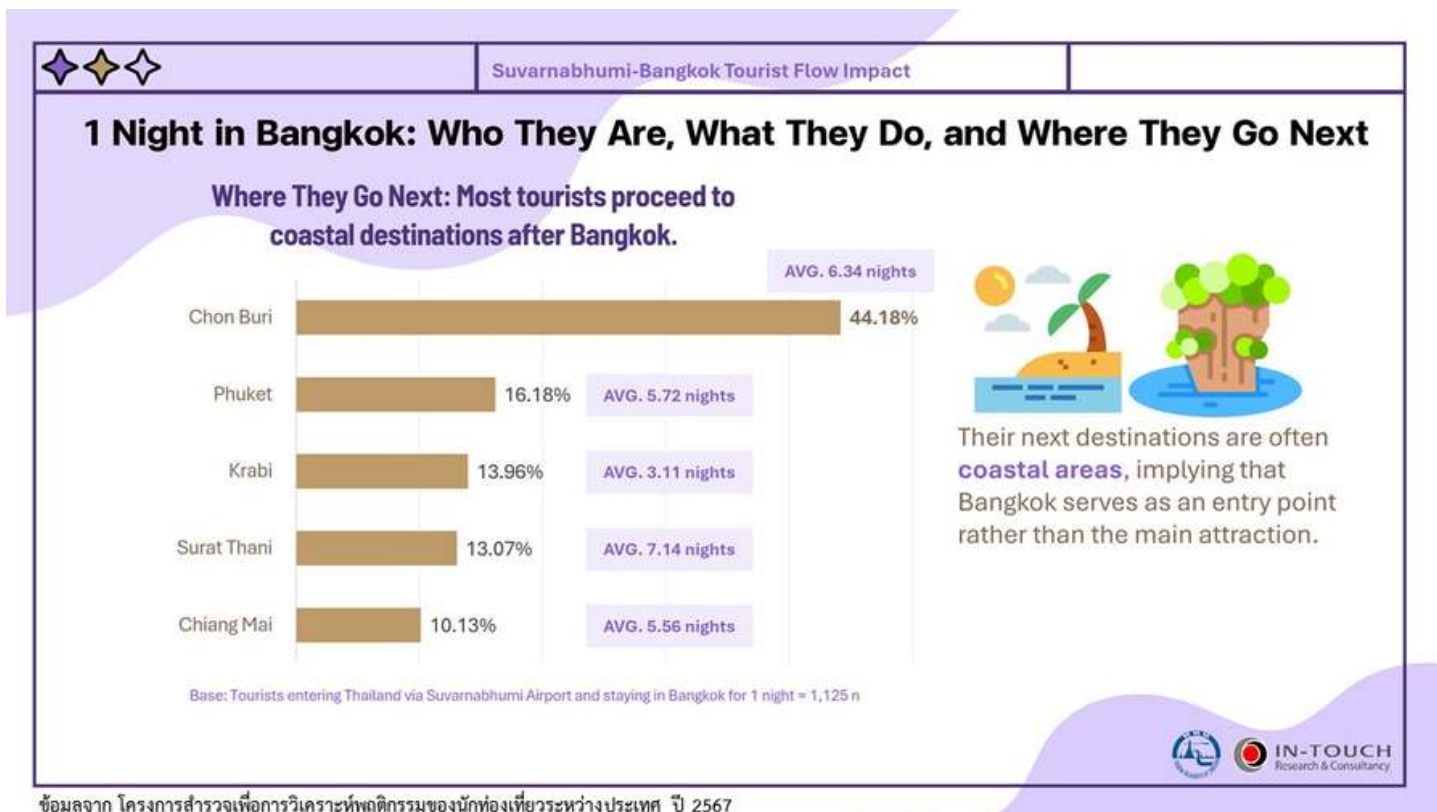 Suvarnabhumi-Bangkok Tourist Flow Impact
1 Night in Bangkok: Who They Are, What They Do, and Where They Go Next
Where They Go Next: Most tourists proceed to
coastal destinations after Bangkok.
AVG. 6.34 nights
Chon Buri 44.18%
Phuket 16.18% AVG. 5.72 nights
Krabi 13.96% AVG. 3.11 nights
Surat Thani 13.07% AVG. 7.14 nights
Chiang Mai 10.13% AVG. 5.56 nights
Their next destinations are often
coastal areas, implying that
Bangkok serves as an entry point
rather than the main attraction.
Base: Tourists entering Thailand via Suvarnabhumi Airport and staying in Bangkok for 1 night = 1,125 n
IN-TOUCH
Research & Consultancy
ข้อมูลจาก โครงการสำรวจเพื่อการวิเคราะห์พฤติกรรมของนักท่องเที่ยวระหว่างประเทศ ปี 2567